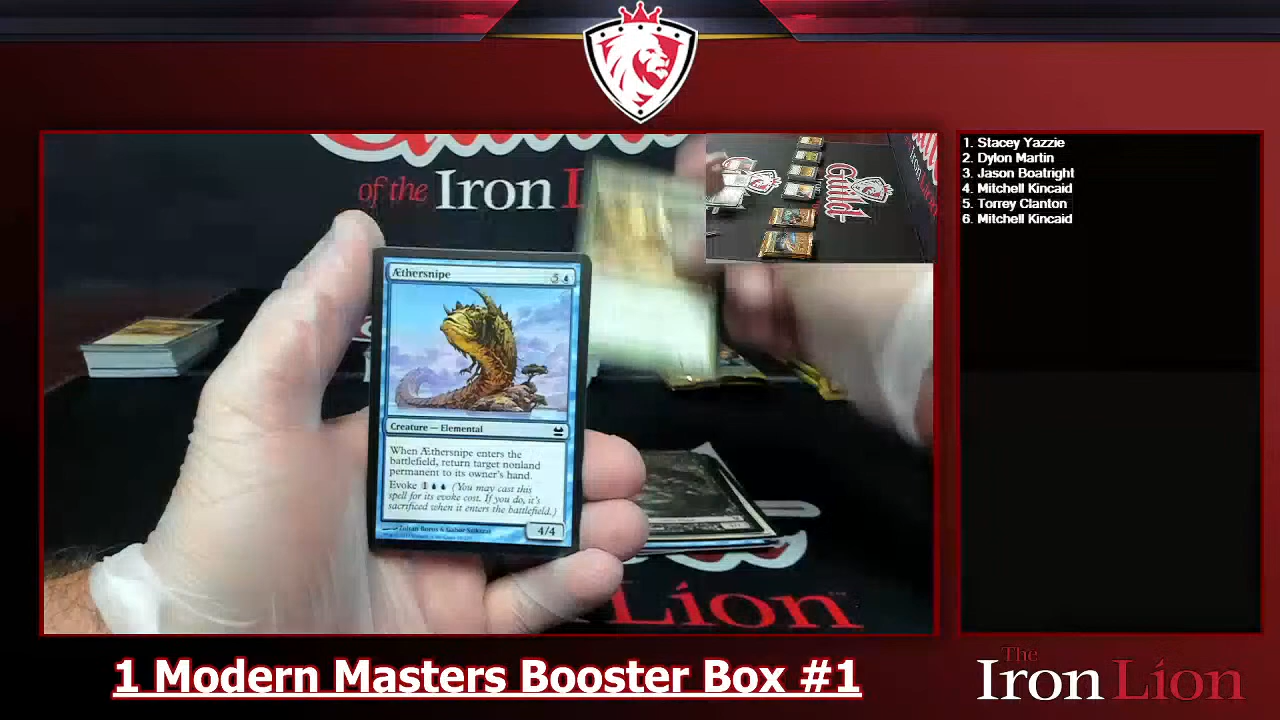 of the Iron L
Guild
Æthersnipe
5
Creature — Elemental
When Æthersnipe enters the
battlefield, return target nonland
permanent to its owner's hand.
Evoke 1 (You may cast this
spell for its evoke cost. If you do, it's
sacrificed when it enters the battlefield.)
4/4
Lion
1. Stacey Yazzie
2. Dylon Martin
3. Jason Boatright
4. Mitchell Kincaid
5. Torrey Clanton
6. Mitchell Kincaid
1 Modern Masters Booster Box #1
The
Iron Lion